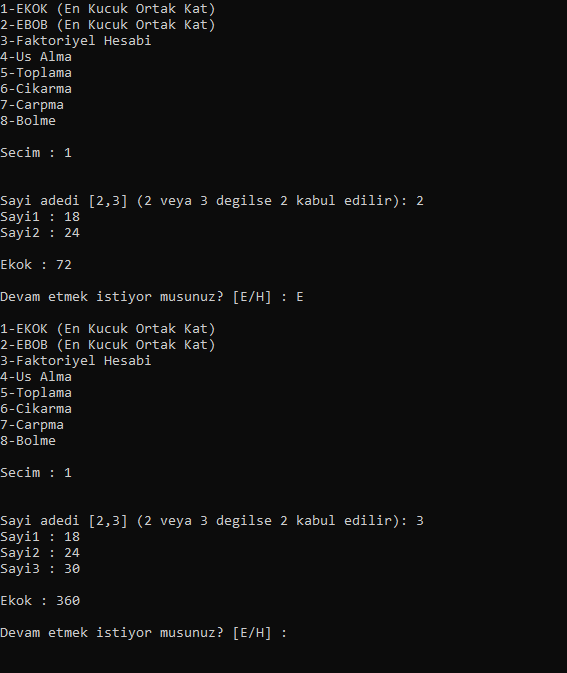 1-EKOK (En Kucuk Ortak Kat)
2-EBOB (En Kucuk Ortak Kat)
3-Faktoriyel Hesabi
4-Us Alma
5-Toplama
6-Cikarma
7-Carpma
8-Bolme
Secim : 1
Sayi adedi [2,3] (2 veya 3 degilse 2 kabul edilir): 2
Sayi1 : 18
Sayi2 : 24
Ekok : 72
Devam etmek istiyor musunuz? [E/H] : E
1-EKOK (En Kucuk Ortak Kat)
2-EBOB (En Kucuk Ortak Kat)
3-Faktoriyel Hesabi
4-Us Alma
5-Toplama
6-Cikarma
7-Carpma
8-Bolme
Secim : 1
Sayi adedi [2,3] (2 veya 3 degilse 2 kabul edilir): 3
Sayi1 : 18
Sayi2 : 24
Sayi3 : 30
Ekok : 360
Devam etmek istiyor musunuz? [E/H] :